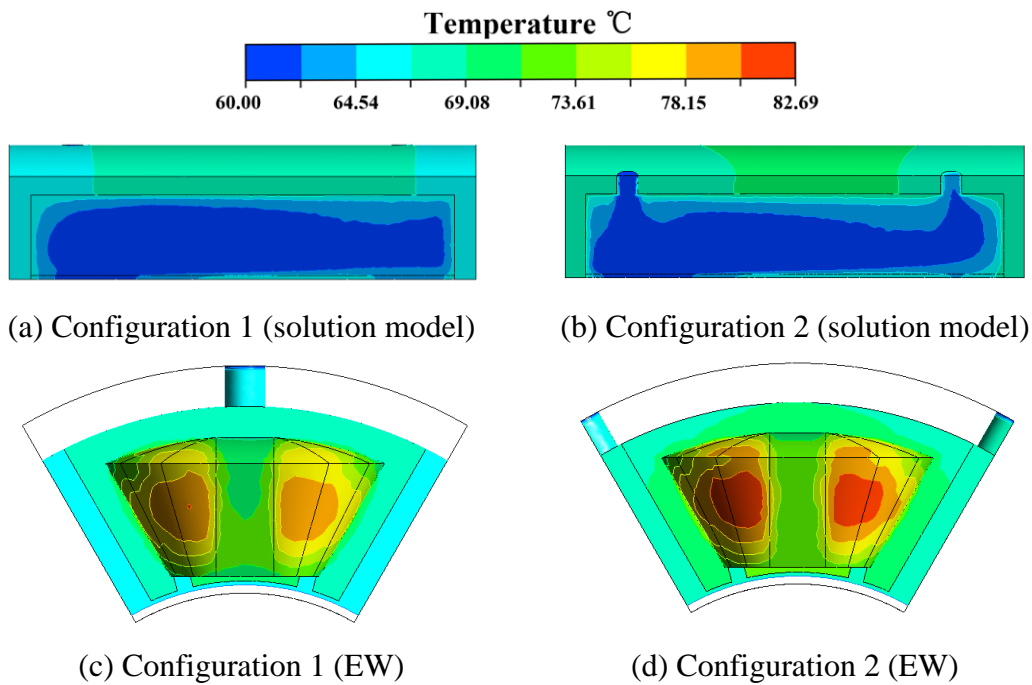 Temperature ℃
60.00 64.54 69.08 73.61 78.15 82.69
(a) Configuration 1 (solution model) (b) Configuration 2 (solution model)
(c) Configuration 1 (EW) (d) Configuration 2 (EW)